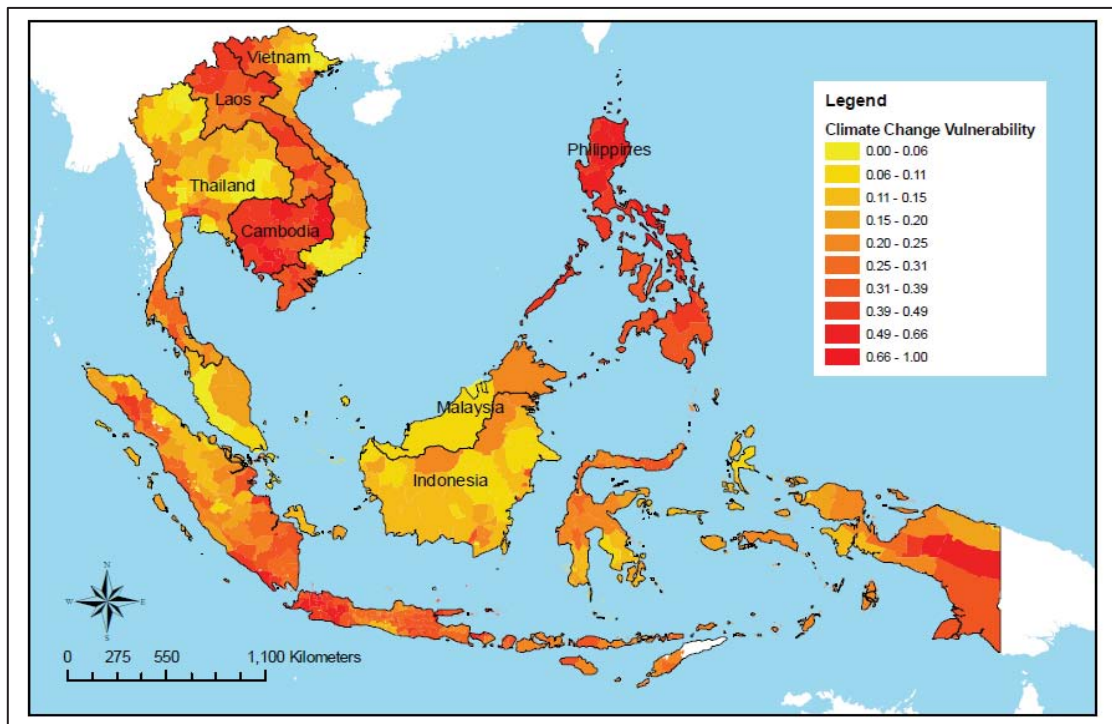 Vietnam
Laos
Philippines
Thailand
Cambodia
Malaysia
Indonesia
Legend
Climate Change Vulnerability
0.00 - 0.06
0.06 - 0.11
0.11 - 0.15
0.15 - 0.20
0.20 - 0.25
0.25 - 0.31
0.31 - 0.39
0.39 - 0.49
0.49 - 0.66
0.66 - 1.00
N
W E
S
0 275 550 1,100 Kilometers